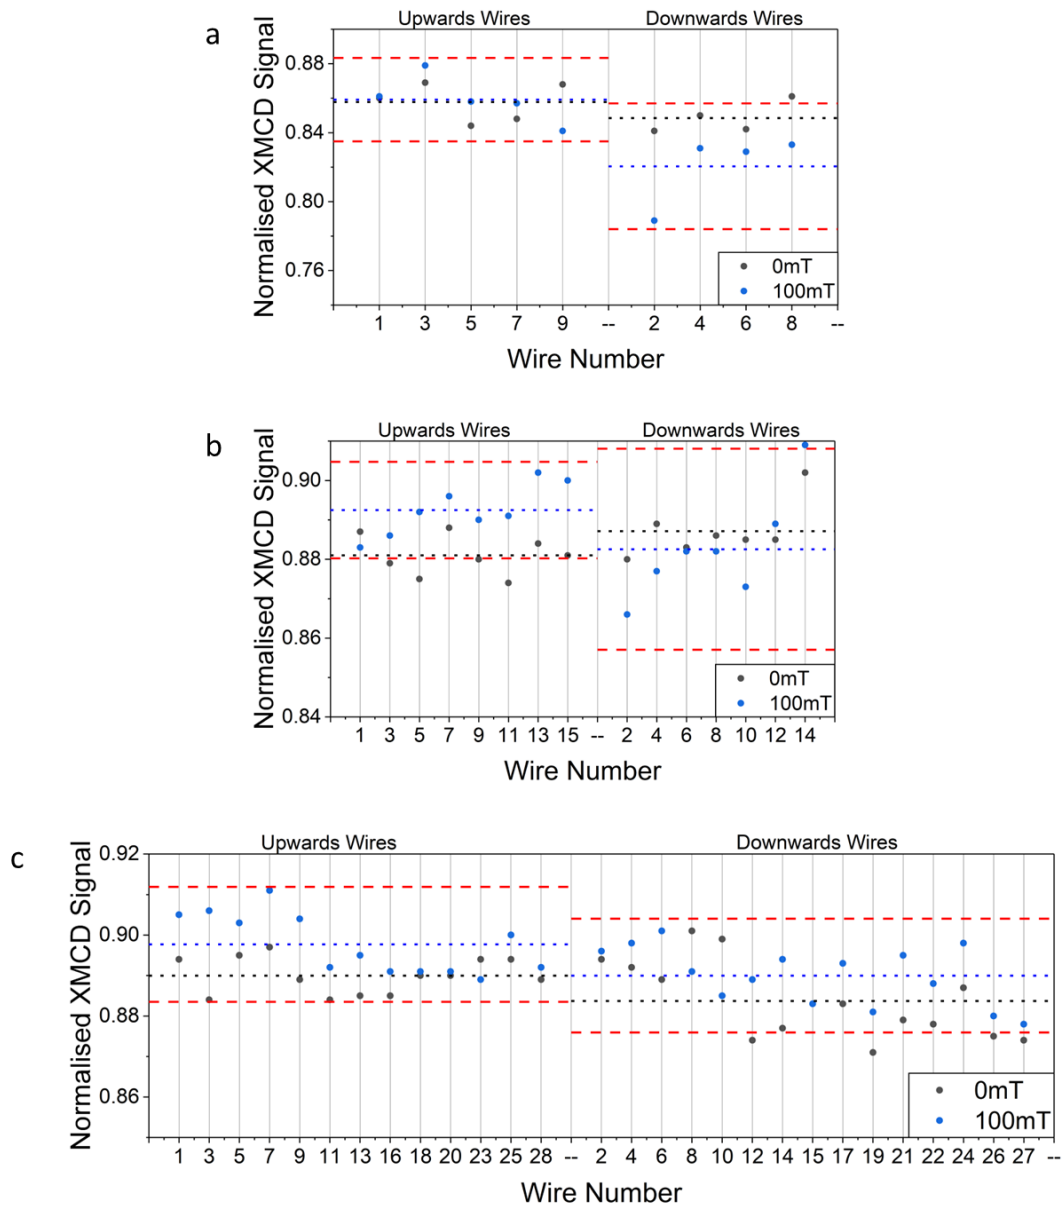 a
Upwards Wires Downwards Wires
Normalised XMCD Signal
0.88
0.84
0.80
0.76
0mT
100mT
1 3 5 7 9 -- 2 4 6 8 --
Wire Number
b
Upwards Wires Downwards Wires
Normalised XMCD Signal
0.90
0.88
0.86
0.84
0mT
100mT
1 3 5 7 9 11 13 15 -- 2 4 6 8 10 12 14
Wire Number
c
Upwards Wires Downwards Wires
Normalised XMCD Signal
0.92
0.90
0.88
0.86
0mT
100mT
1 3 5 7 9 11 13 16 18 20 23 25 28 -- 2 4 6 8 10 12 14 15 17 19 21 22 24 26 27 --
Wire Number